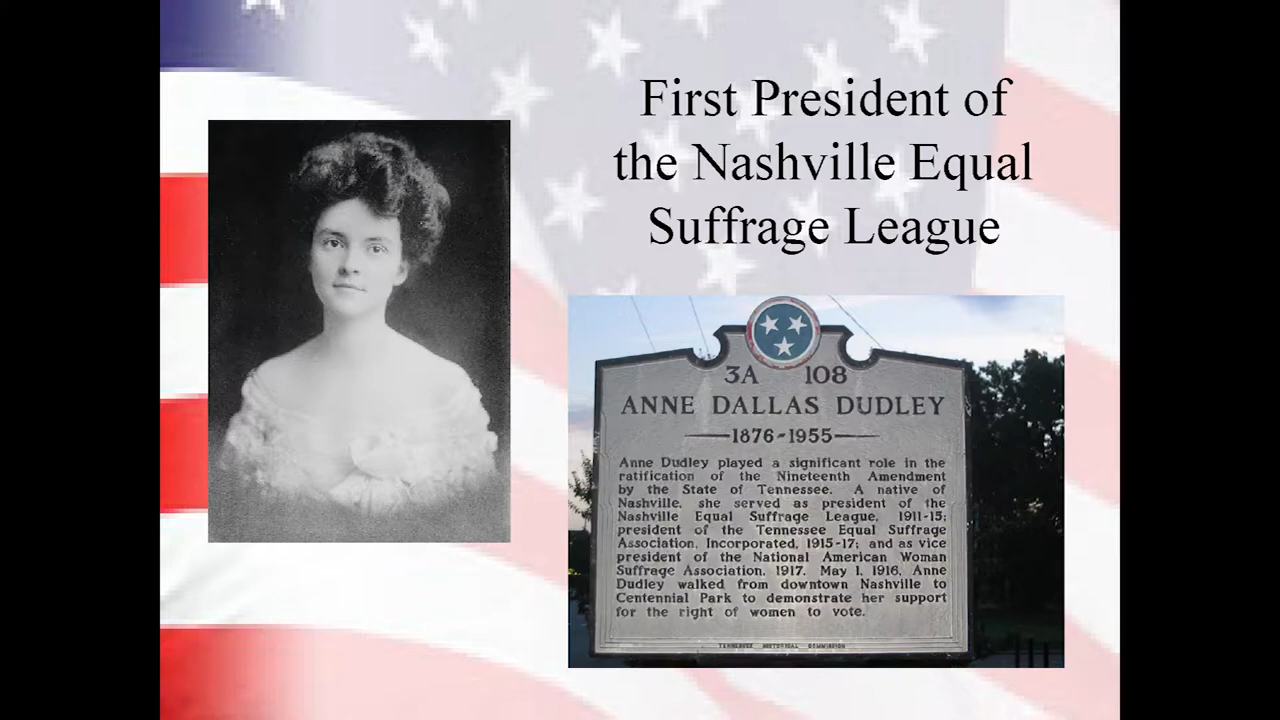 First President of
the Nashville Equal
Suffrage League
3A 108
ANNE DALLAS DUDLEY
1876-1955
Anne Dudley played a significant role in the
ratification of the Nineteenth Amendment
by the State of Tennessee. A native of
Nashville, she served as president of the
Nashville Equal Suffrage League, 1911-15;
president of the Tennessee Equal Suffrage
Association, Incorporated, 1915-17; and as vice
president of the National American Woman
Suffrage Association, 1917. May 1, 1916, Anne
Dudley walked from downtown Nashville to
Centennial Park to demonstrate her support
for the right of women to vote.
TENNESSEE HISTORICAL COMMISSION